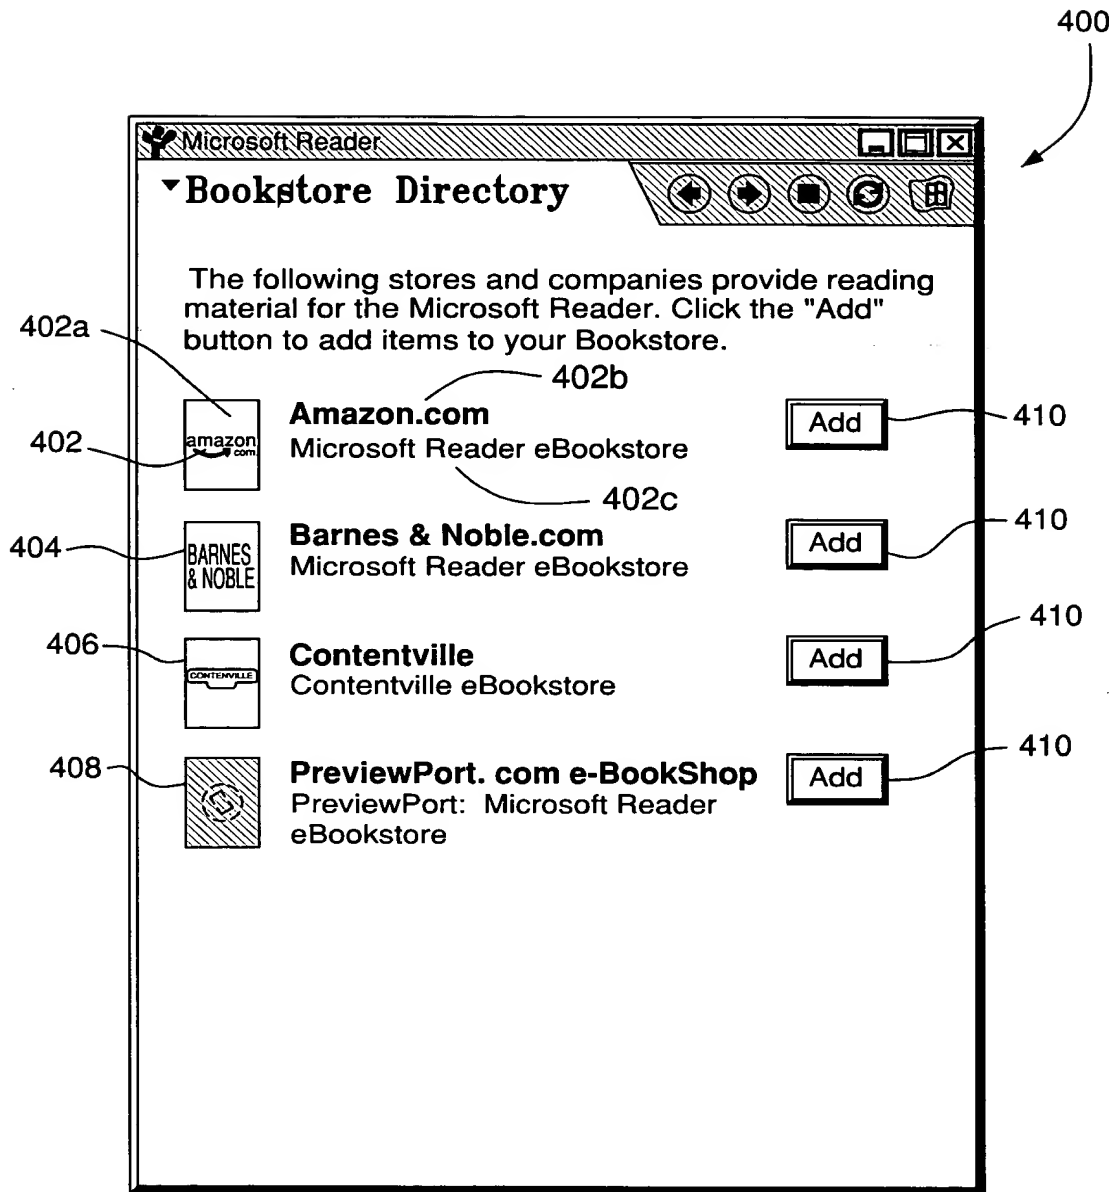 400
Microsoft Reader
Bookstore Directory
The following stores and companies provide reading
material for the Microsoft Reader. Click the "Add"
button to add items to your Bookstore.
402a
402b
amazon
com.
Amazon.com
Add
410
402
Microsoft Reader eBookstore
402c
404
BARNES
& NOBLE
Barnes & Noble.com
Microsoft Reader eBookstore
Add
410
406
CONTENVILLE
Contentville
Contentville eBookstore
Add
410
408
PreviewPort. com e-BookShop
PreviewPort: Microsoft Reader
eBookstore
Add
410